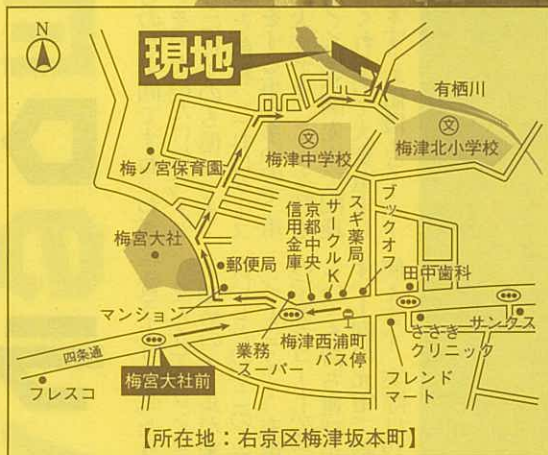 N
現地
有栖川
文
梅津中学校
文
梅津北小学校
梅ノ宮保育園
梅宮大社
郵便局
マンション
信用金庫
京都中央
サークルK
スギ薬局
ブックオフ
田中歯科
業務
スーパー
梅津西浦町
バス停
ささき
クリニック
サンクス
フレンド
マート
四条通
梅宮大社前
フレスコ
【所在地：右京区梅津坂本町】